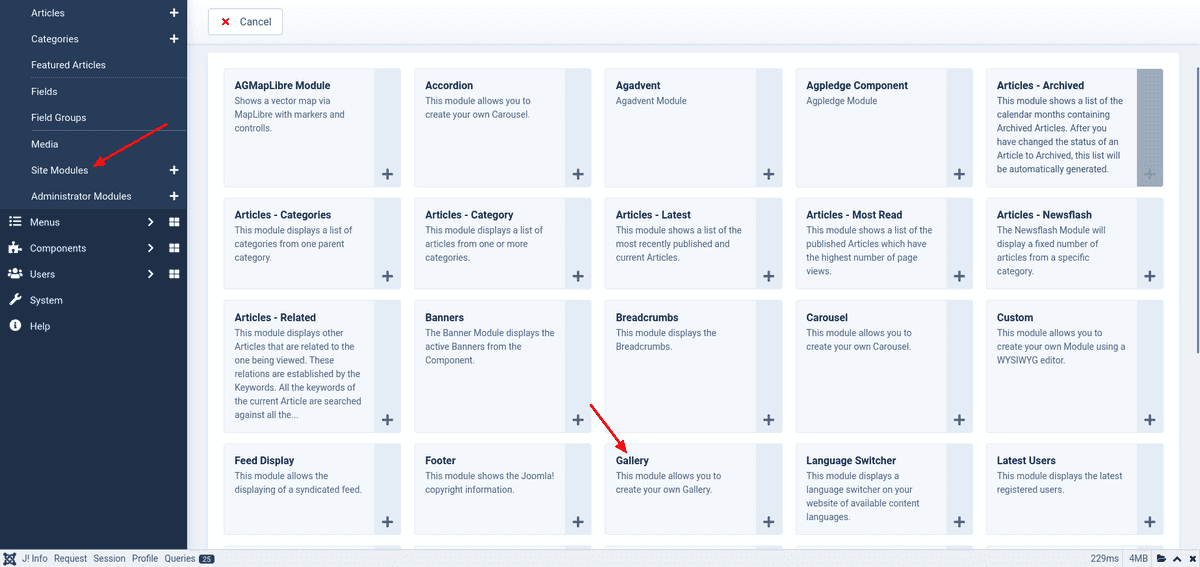 Articles
Categories
Featured Articles
Fields
Field Groups
Media
Site Modules
Administrator Modules
Menus
Components
Users
System
Help
Cancel
AGMapLibre Module
Shows a vector map via
MapLibre with markers and
controlls.
Accordion
This module allows you to
create your own Carousel.
Agadvent
Agadvent Module
Agpledge Component
Agpledge Module
Articles - Archived
This module shows a list of the
calendar months containing
Archived Articles. After you
have changed the status of an
Article to Archived, this list will
be automatically generated.
Articles - Categories
This module displays a list of
categories from one parent
category.
Articles - Category
This module displays a list of
articles from one or more
categories.
Articles - Latest
This module shows a list of the
most recently published and
current Articles.
Articles - Most Read
This module shows a list of the
published Articles which have
the highest number of page
views.
Articles - Newsflash
The Newsflash Module will
display a fixed number of
articles from a specific
category.
Articles - Related
This module displays other
Articles that are related to the
one being viewed. These
relations are established by the
Keywords. All the keywords of
the current Article are searched
against all the...
Banners
The Banner Module displays the
active Banners from the
Component.
Breadcrumbs
This module displays the
Breadcrumbs.
Carousel
This module allows you to
create your own Carousel.
Custom
This module allows you to
create your own Module using a
WYSIWYG editor.
Feed Display
This module allows the
displaying of a syndicated feed.
Footer
This module shows the Joomla!
copyright information.
Gallery
This module allows you to
create your own Gallery.
Language Switcher
This module displays a
language switcher on your
website of available content
languages.
Latest Users
This module displays the latest
registered users.
J! Info Request Session Profile Queries 25
229ms 4MB